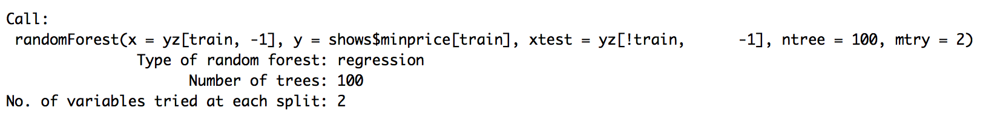 Call:
 randomForest(x = yz[train, -1], y = shows$minprice[train], xtest = yz[!train,      -1], ntree = 100, mtry = 2)
               Type of random forest: regression
                     Number of trees: 100
No. of variables tried at each split: 2